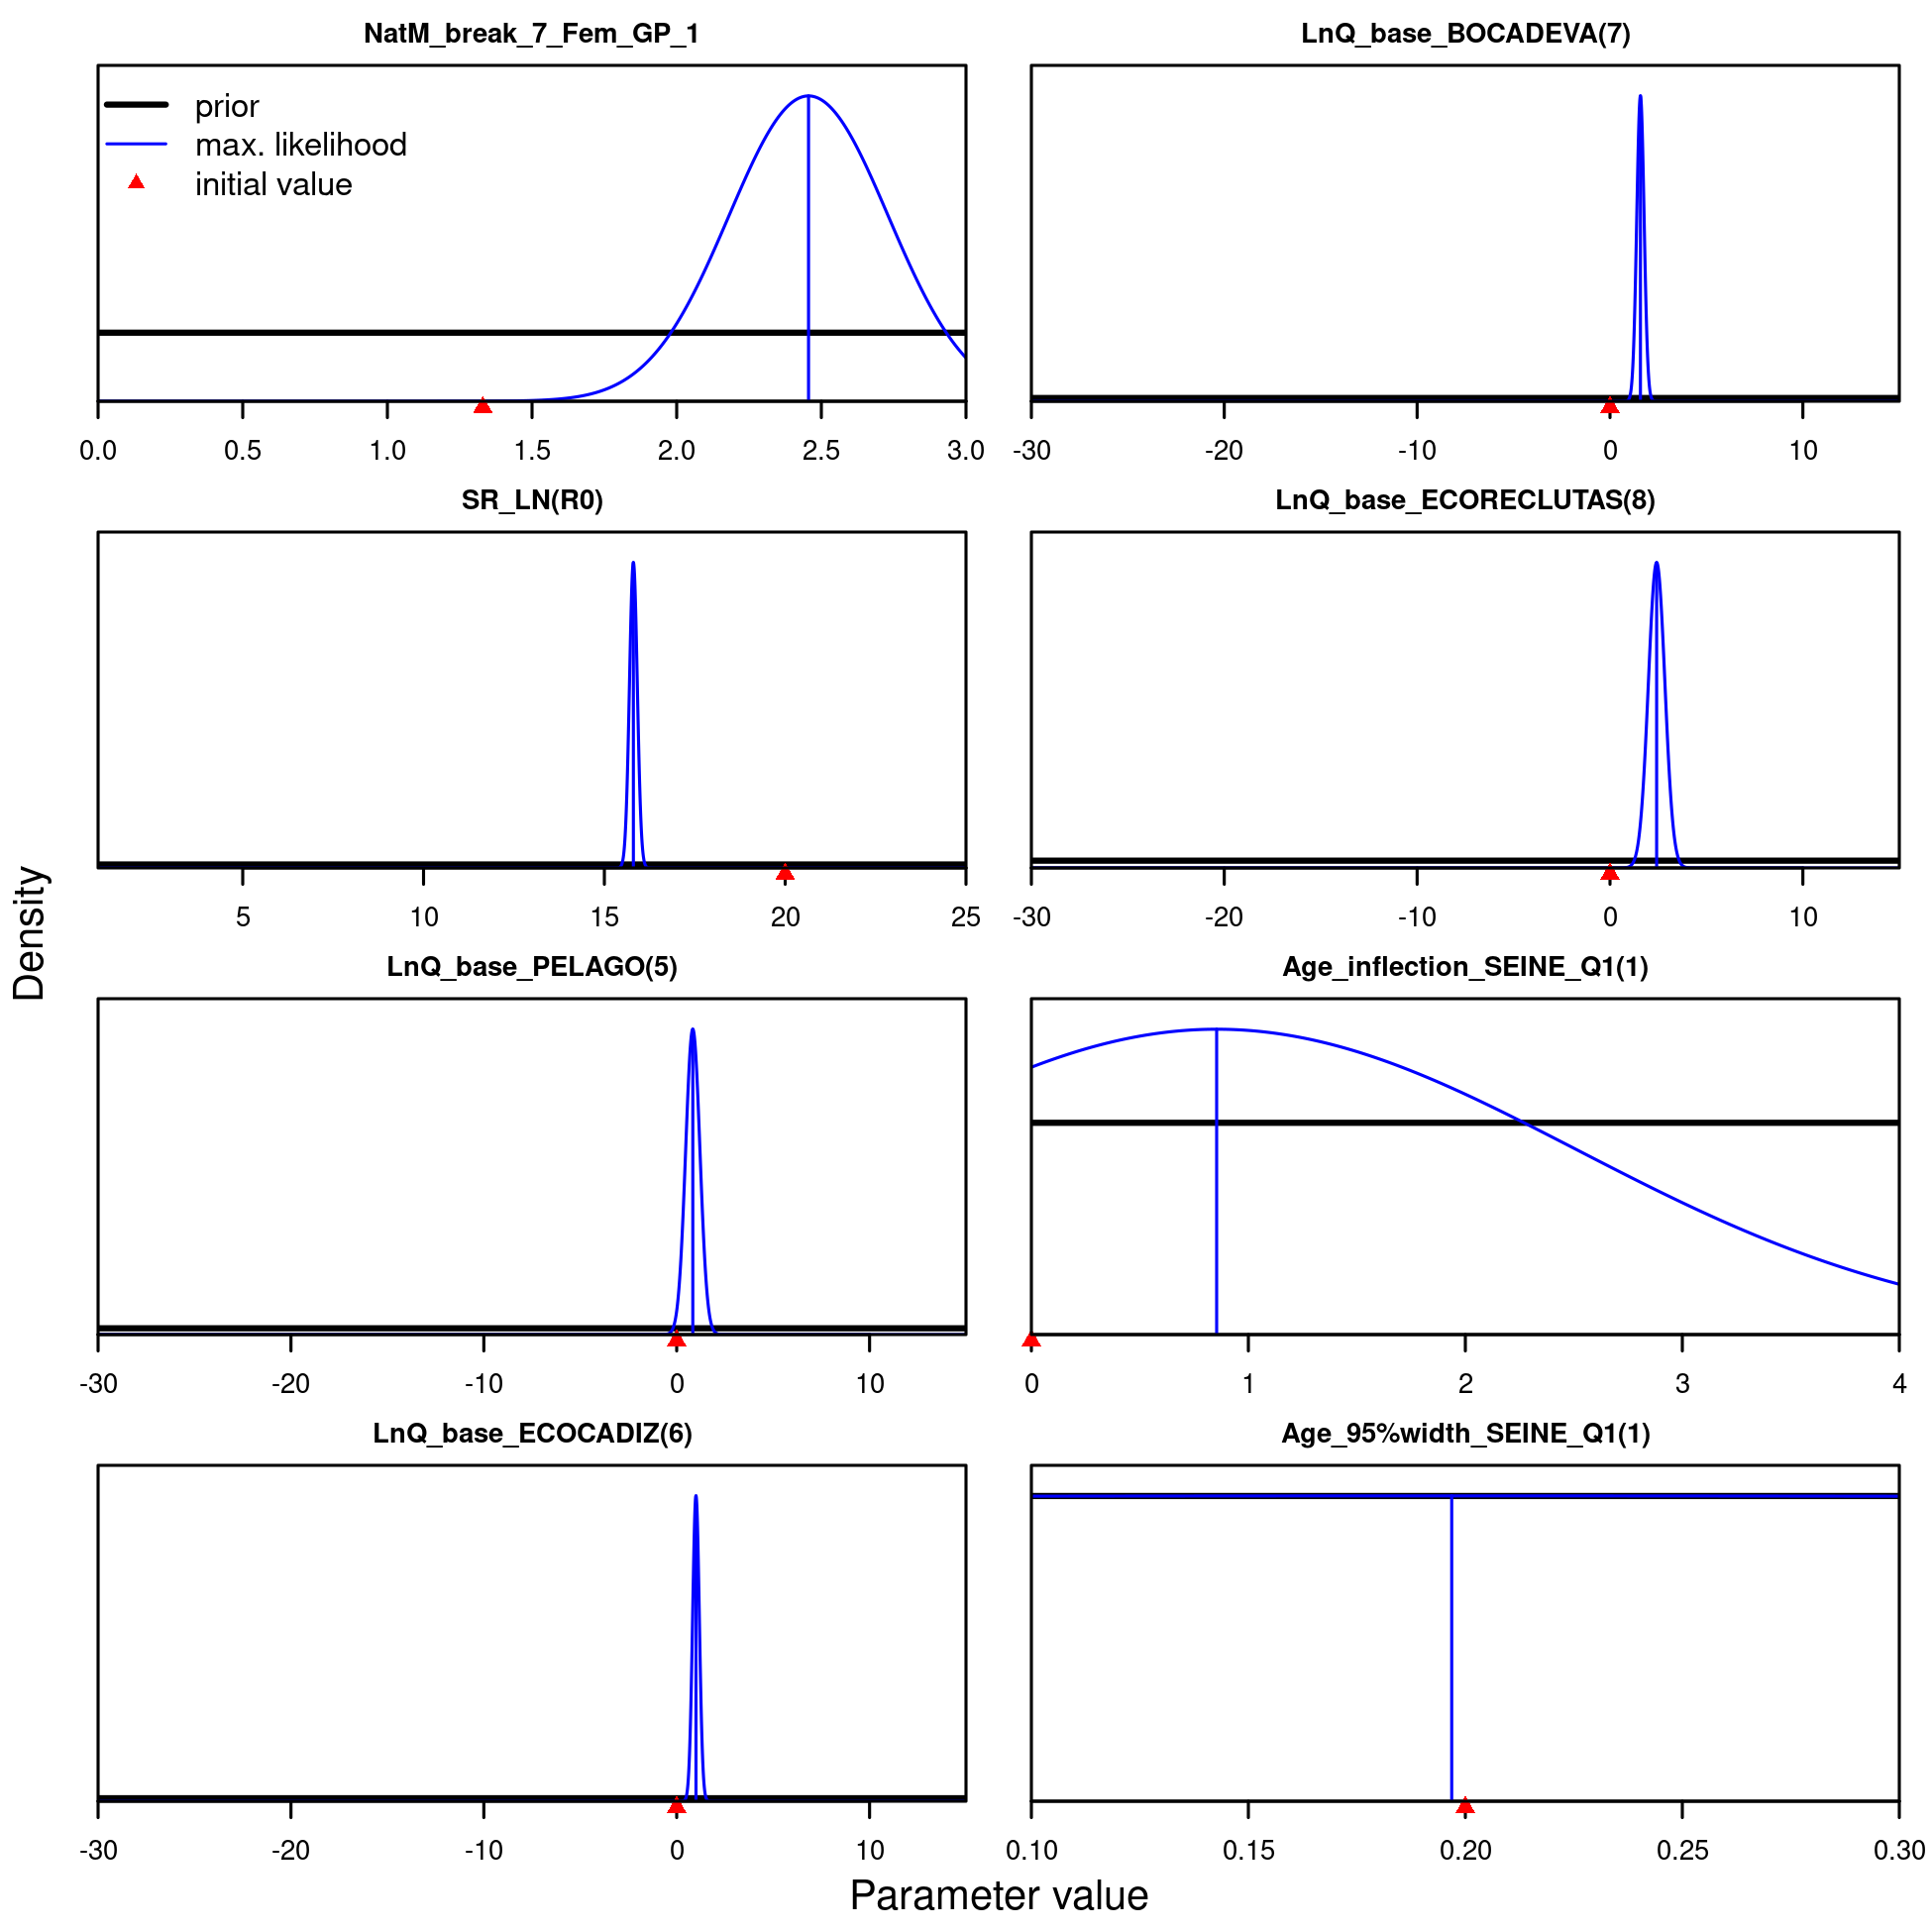 NatM_break_7_Fem_GP_1
prior
max. likelihood
initial value
0.0 0.5 1.0 1.5 2.0 2.5 3.0
LnQ_base_BOCADEVA(7)
-30 -20 -10 0 10
SR_LN(R0)
5 10 15 20 25
LnQ_base_ECORECLUTAS(8)
-30 -20 -10 0 10
Density
LnQ_base_PELAGO(5)
-30 -20 -10 0 10
Age_inflection_SEINE_Q1(1)
0 1 2 3 4
LnQ_base_ECOCADIZ(6)
-30 -20 -10 0 10
Age_95%width_SEINE_Q1(1)
0.10 0.15 0.20 0.25 0.30
Parameter value